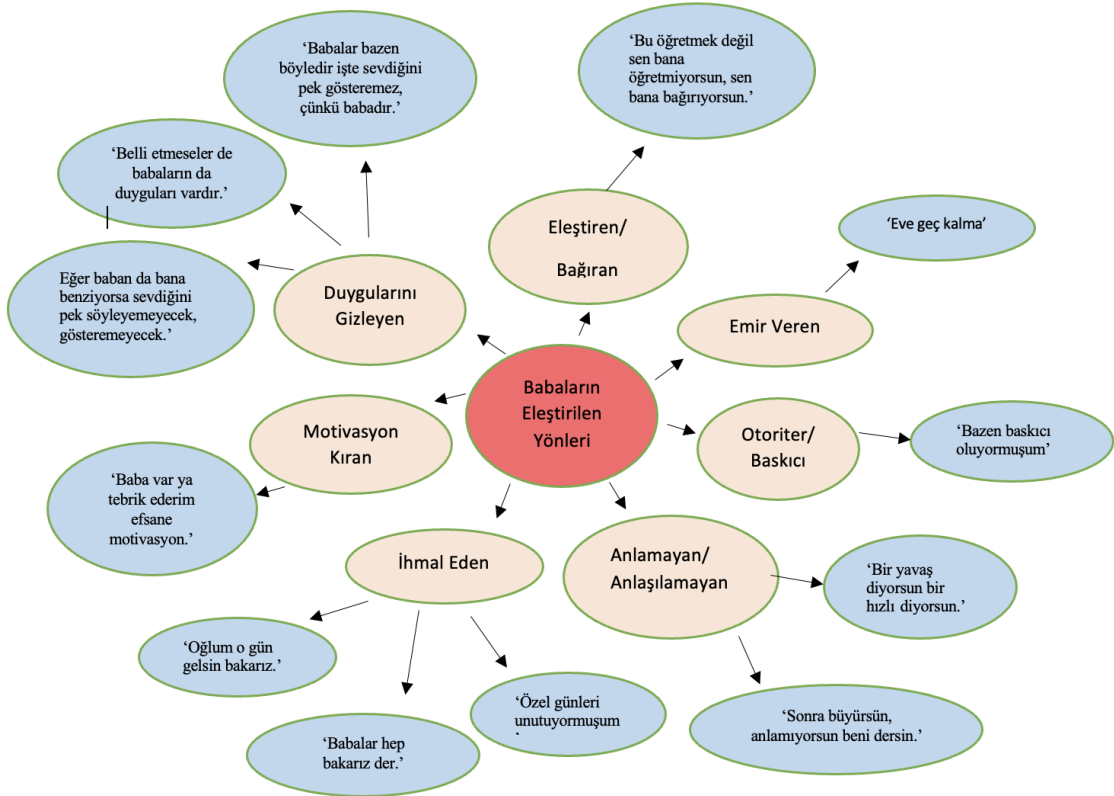 ‘Babalar bazen
böyledir işte sevdiğini
pek gösteremez,
çünkü babadır.’
‘Bu öğretmek değil
sen bana
öğretmiyorsun, sen
bana bağırıyorsun.’
‘Belli etmeseler de
babaların da
duyguları vardır.’
Eleştiren/
Bağıran
‘Eve geç kalma’
Eğer baban da bana
benziyorsa sevdiğini
pek söyleyemeyecek,
gösteremeyecek.’
Duygularını
Gizleyen
Emir Veren
Babaların
Eleştirilen
Yönleri
Motivasyon
Kıran
Otoriter/
Baskıcı
‘Bazen baskıcı
oluyormuşum’
‘Baba var ya
tebrik ederim
efsane
motivasyon.’
İhmal Eden
Anlamayan/
Anlaşılamayan
‘Bir yavaş
diyorsun bir
hızlı diyorsun.’
‘Oğlum o gün
gelsin bakarız.’
‘Özel günleri
unutuyormuşum
’
‘Babalar hep
bakarız der.’
‘Sonra büyürsün,
anlamıyorsun beni dersin.’